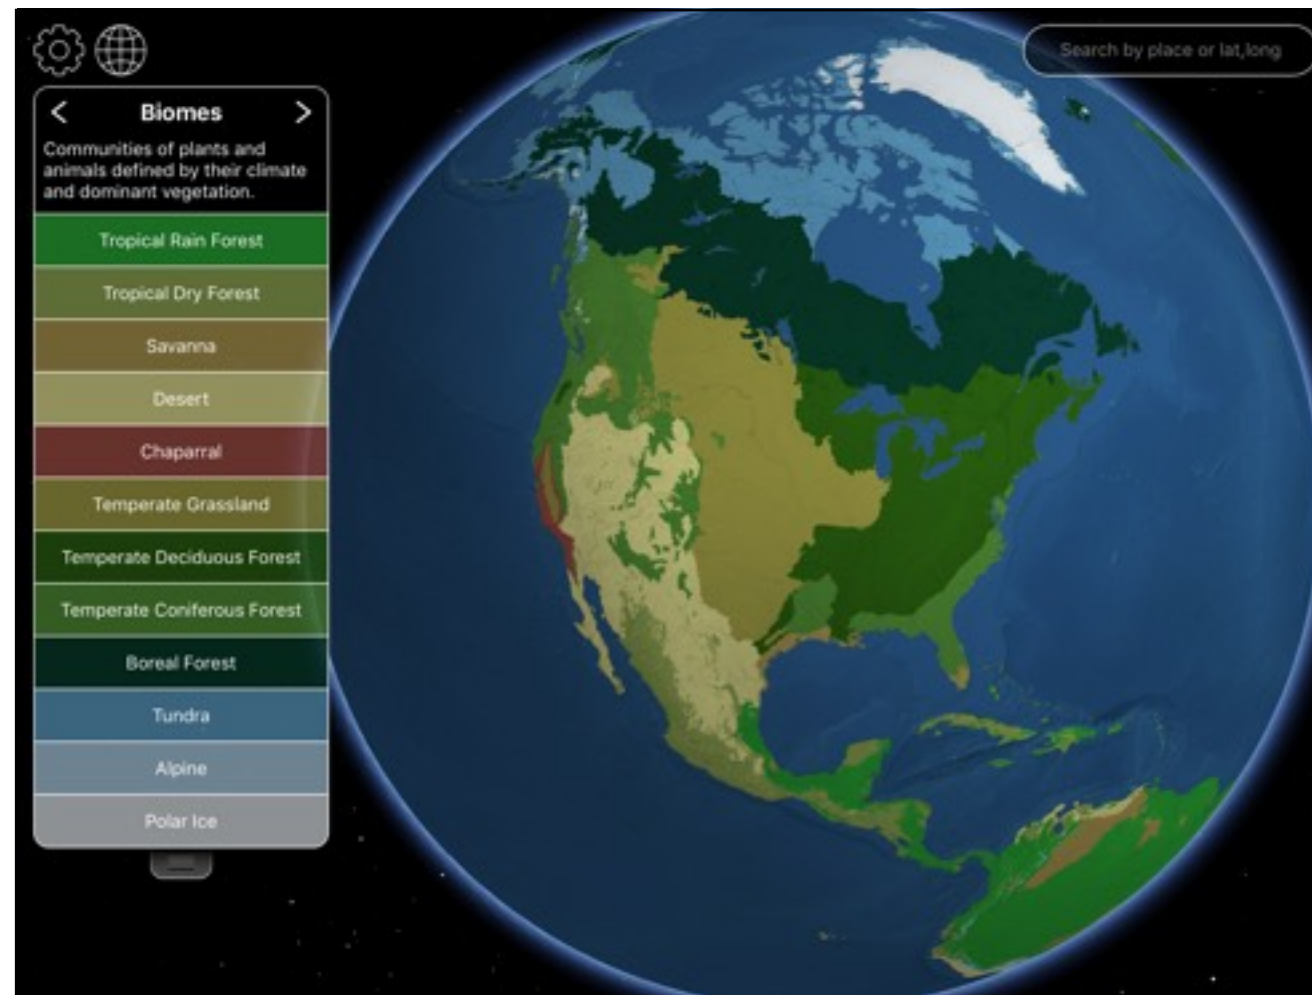 Search by place or lat,long
Biomes
Communities of plants and
animals defined by their climate
and dominant vegetation.
Tropical Rain Forest
Tropical Dry Forest
Savanna
Desert
Chaparral
Temperate Grassland
Temperate Deciduous Forest
Temperate Coniferous Forest
Boreal Forest
Tundra
Alpine
Polar Ice